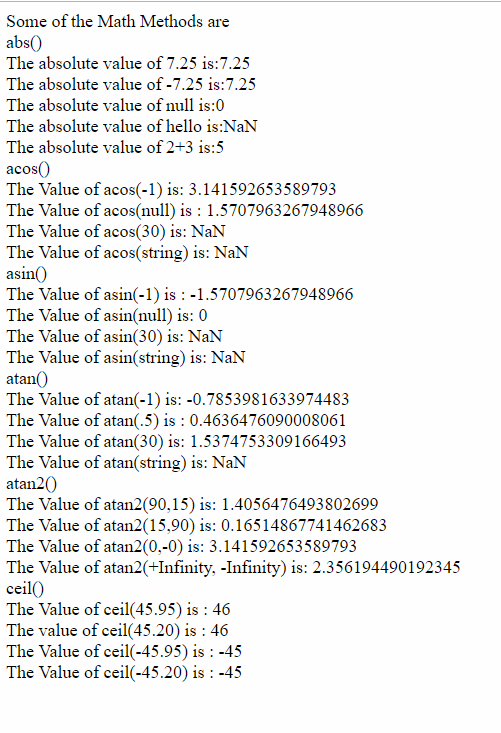 Some of the Math Methods are
abs()
The absolute value of 7.25 is:7.25
The absolute value of -7.25 is:7.25
The absolute value of null is:0
The absolute value of hello is:NaN
The absolute value of 2+3 is:5
acos()
The Value of acos(-1) is: 3.141592653589793
The Value of acos(null) is : 1.5707963267948966
The Value of acos(30) is: NaN
The Value of acos(string) is: NaN
asin()
The Value of asin(-1) is : -1.5707963267948966
The Value of asin(null) is: 0
The Value of asin(30) is: NaN
The Value of asin(string) is: NaN
atan()
The Value of atan(-1) is: -0.7853981633974483
The Value of atan(.5) is : 0.4636476090008061
The Value of atan(30) is: 1.5374753309166493
The Value of atan(string) is: NaN
atan2()
The Value of atan2(90,15) is: 1.4056476493802699
The Value of atan2(15,90) is: 0.16514867741462683
The Value of atan2(0,-0) is: 3.141592653589793
The Value of atan2(+Infinity, -Infinity) is: 2.356194490192345
ceil()
The Value of ceil(45.95) is : 46
The value of ceil(45.20) is : 46
The Value of ceil(-45.95) is : -45
The Value of ceil(-45.20) is : -45